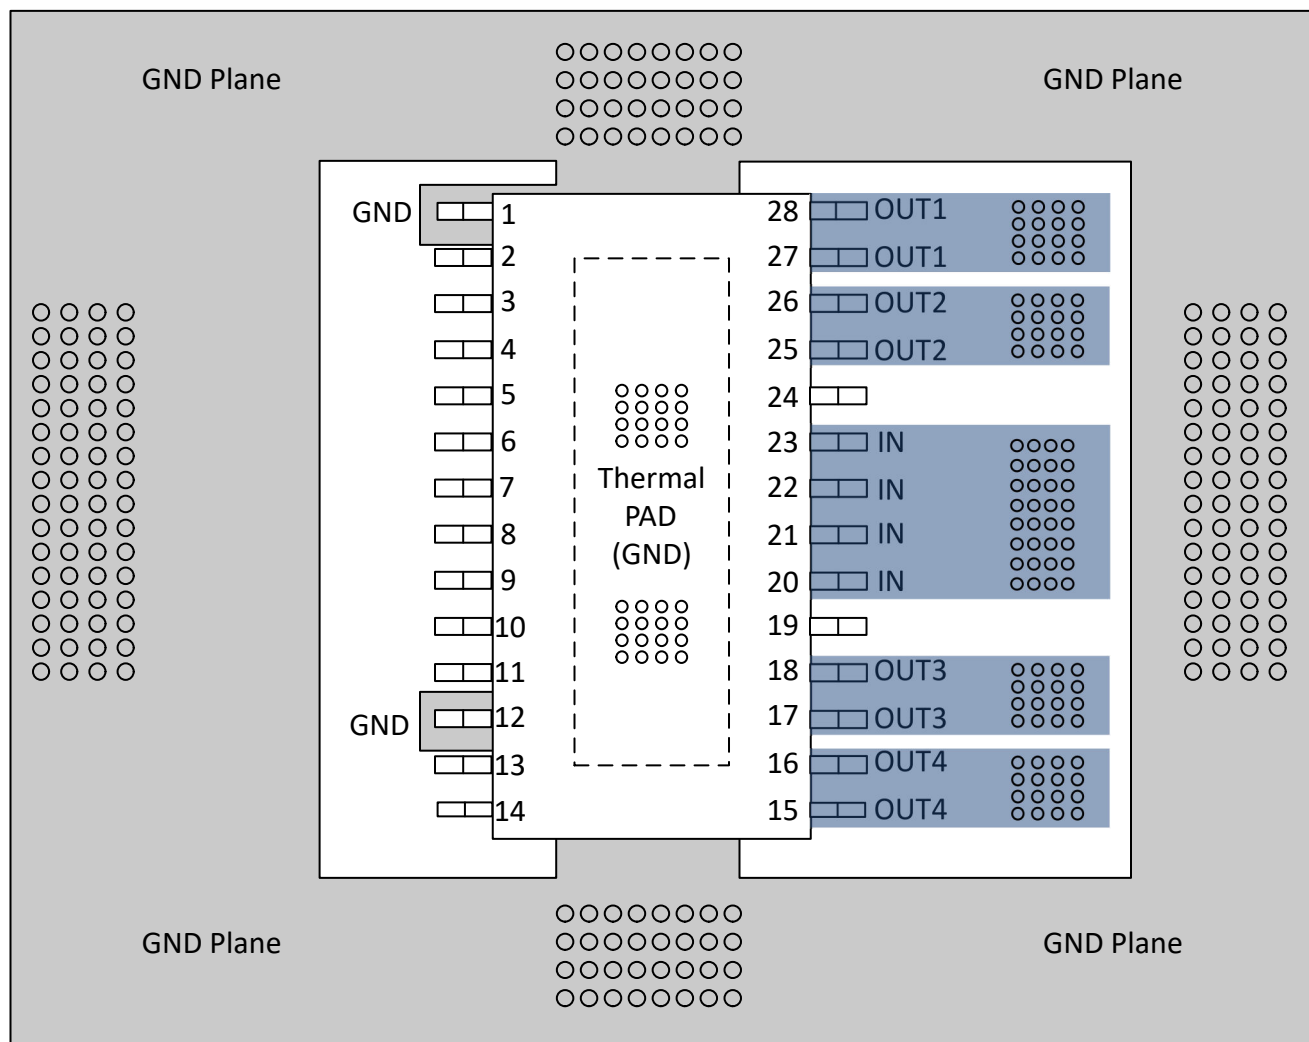 GND Plane
GND Plane
GND
1
28
OUT1
2
27
OUT1
3
26
OUT2
4
25
OUT2
5
24
6
23
IN
7
22
IN
8
21
IN
9
20
IN
10
19
11
18
OUT3
GND
12
17
OUT3
13
16
OUT4
14
15
OUT4
Thermal
PAD
(GND)
GND Plane
GND Plane